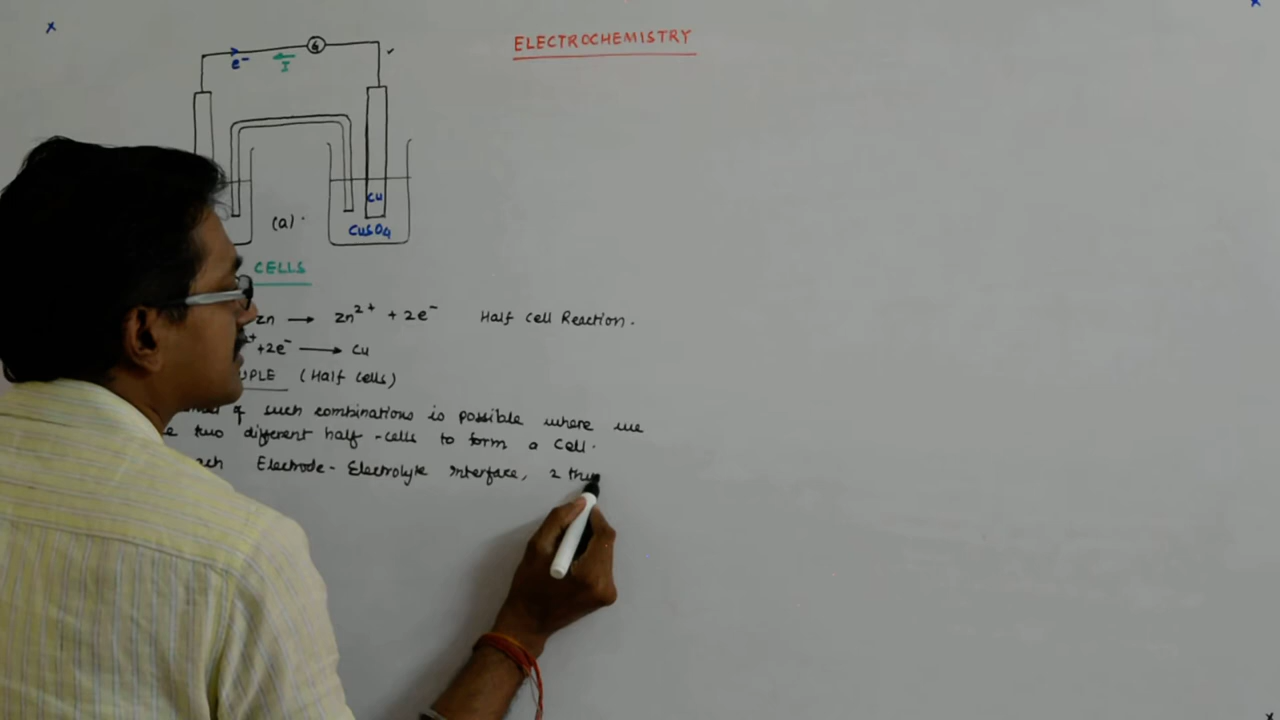 ELECTROCHEMISTRY
G
e⁻ I
Cu
(a).
CuSO4
CELLS
Zn → Zn²⁺ + 2e⁻ Half Cell Reaction.
+2e⁻ → Cu
(Half Cells)
of such combinations is possible where we
two different half-cells to form a cell.
Electrode-Electrolyte Interface, 2